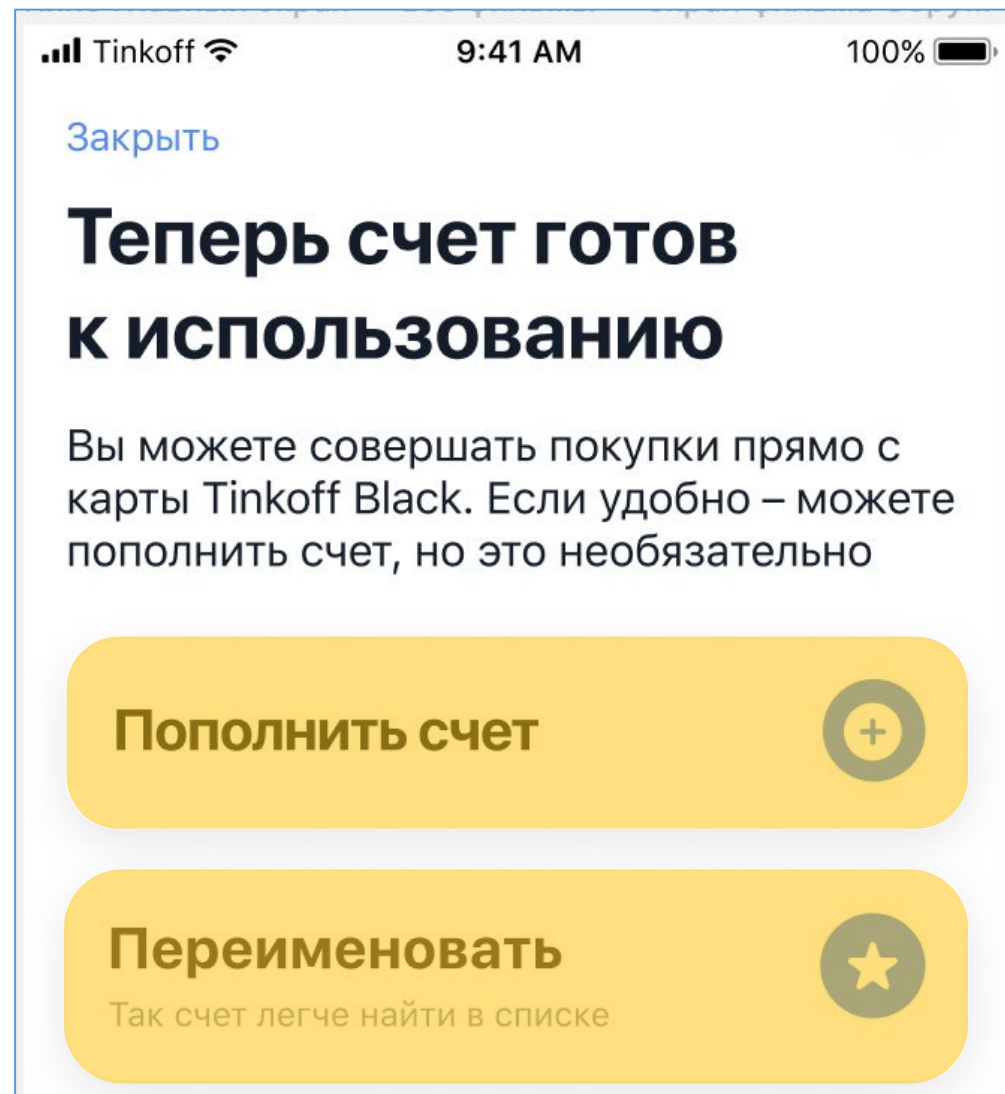 Tinkoff 9:41 AM 100%
Закрыть
Теперь счет готов
к использованию
Вы можете совершать покупки прямо с
карты Tinkoff Black. Если удобно – можете
пополнить счет, но это необязательно
Пополнить счет
Переименовать
Так счет легче найти в списке